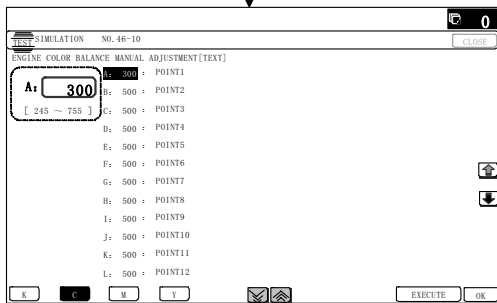 0
TEST SIMULATION NO.46-10
CLOSE
ENGINE COLOR BALANCE MANUAL ADJUSTMENT[TEXT]
A: 300
[ 245 ~ 755 ]
A: 300 : POINT1
B: 500 : POINT2
C: 500 : POINT3
D: 500 : POINT4
E: 500 : POINT5
F: 500 : POINT6
G: 500 : POINT7
H: 500 : POINT8
I: 500 : POINT9
J: 500 : POINT10
K: 500 : POINT11
L: 500 : POINT12
K C M Y EXECUTE OK